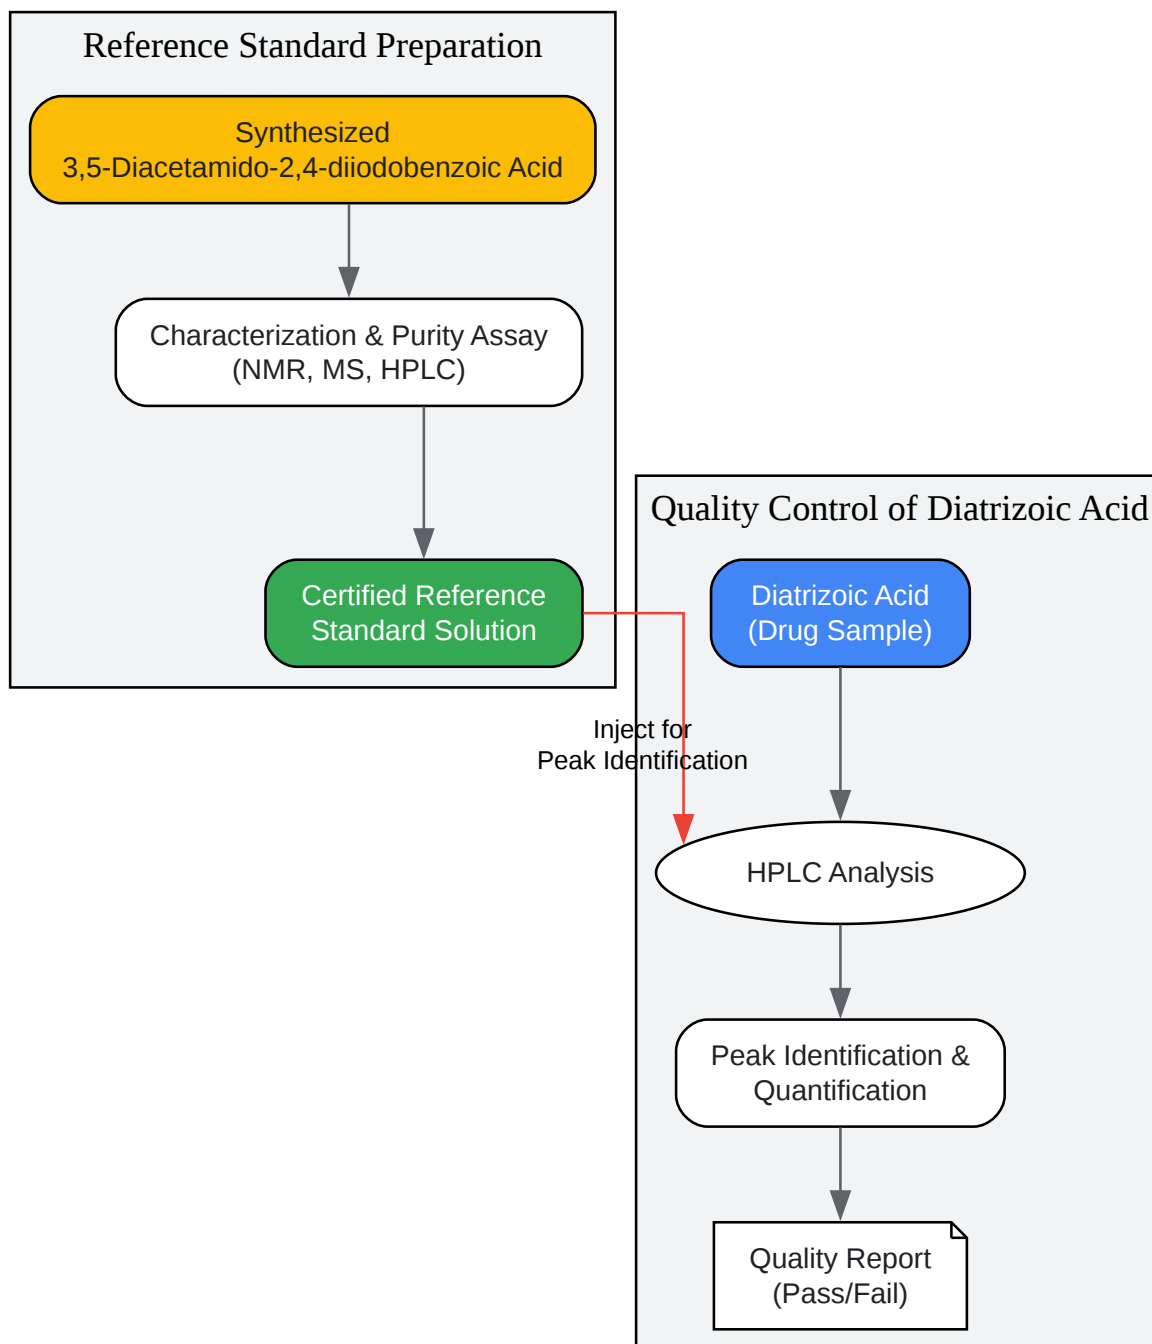 Reference Standard Preparation
Synthesized
3,5-Diacetamido-2,4-diiodobenzoic Acid
Characterization & Purity Assay
(NMR, MS, HPLC)
Certified Reference
Standard Solution
Inject for
Peak Identification
Quality Control of Diatrizoic Acid
Diatrizoic Acid
(Drug Sample)
HPLC Analysis
Peak Identification &
Quantification
Quality Report
(Pass/Fail)